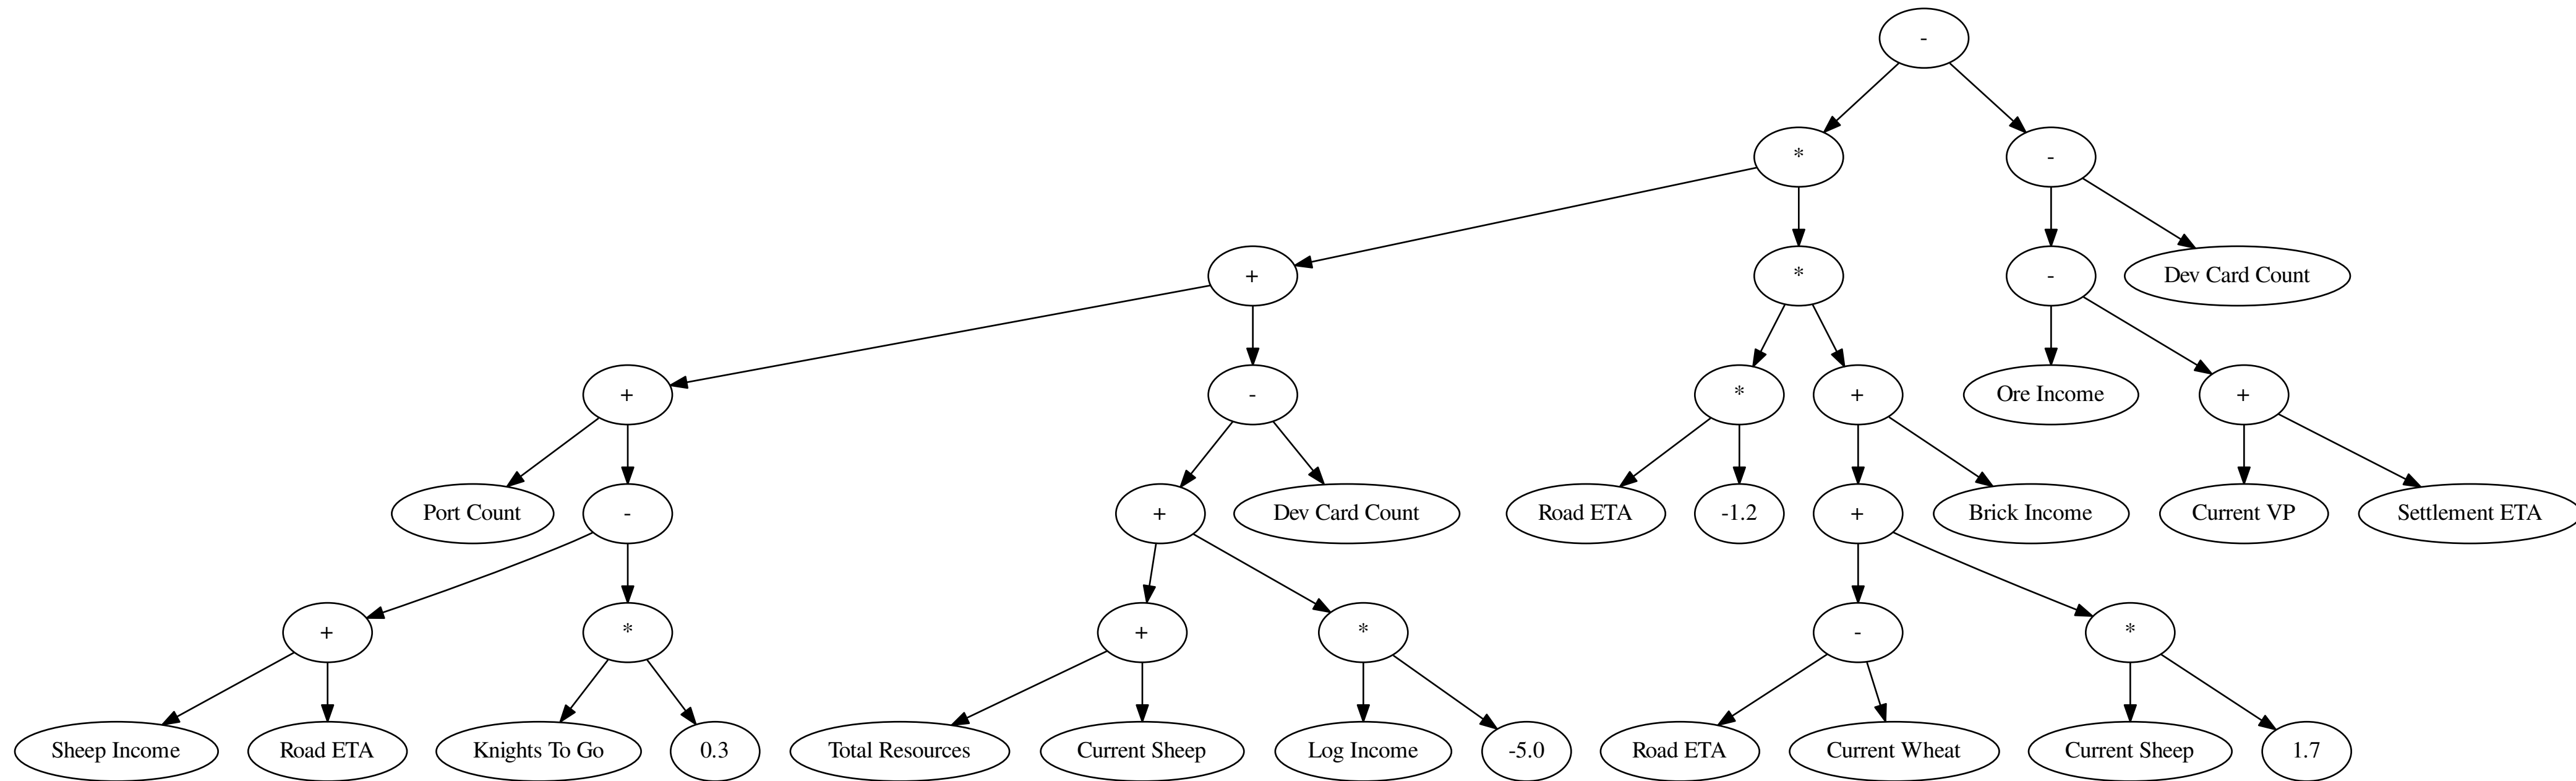 -
* -
+ * - Dev Card Count
+ - * + Ore Income +
Port Count - + Dev Card Count Road ETA -1.2 + Brick Income Current VP Settlement ETA
+ * + * - *
Sheep Income Road ETA Knights To Go 0.3 Total Resources Current Sheep Log Income -5.0 Road ETA Current Wheat Current Sheep 1.7